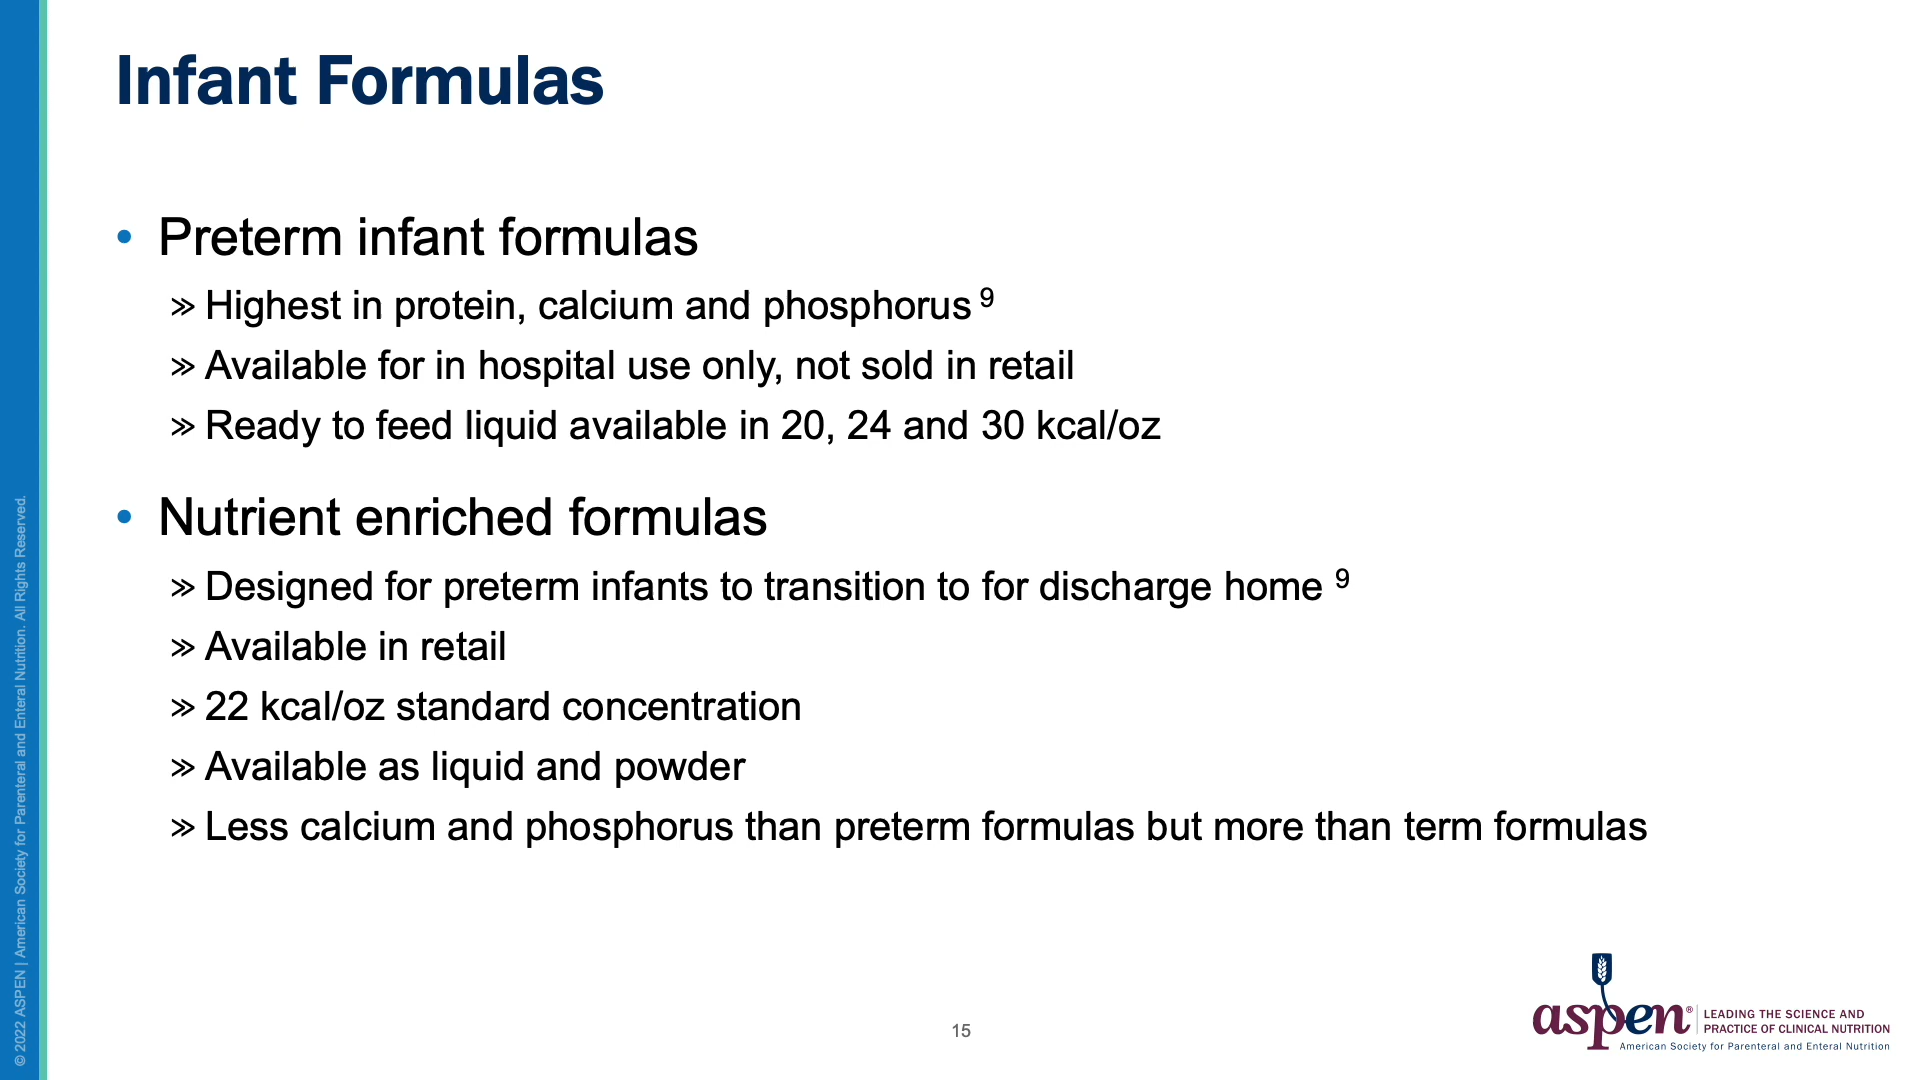 Infant Formulas
• Preterm infant formulas
» Highest in protein, calcium and phosphorus 9
» Available for in hospital use only, not sold in retail
» Ready to feed liquid available in 20, 24 and 30 kcal/oz
• Nutrient enriched formulas
» Designed for preterm infants to transition to for discharge home 9
» Available in retail
» 22 kcal/oz standard concentration
» Available as liquid and powder
» Less calcium and phosphorus than preterm formulas but more than term formulas
© 2022 ASPEN | American Society for Parenteral and Enteral Nutrition. All Rights Reserved.
15
aspen®
LEADING THE SCIENCE AND
PRACTICE OF CLINICAL NUTRITION
American Society for Parenteral and Enteral Nutrition